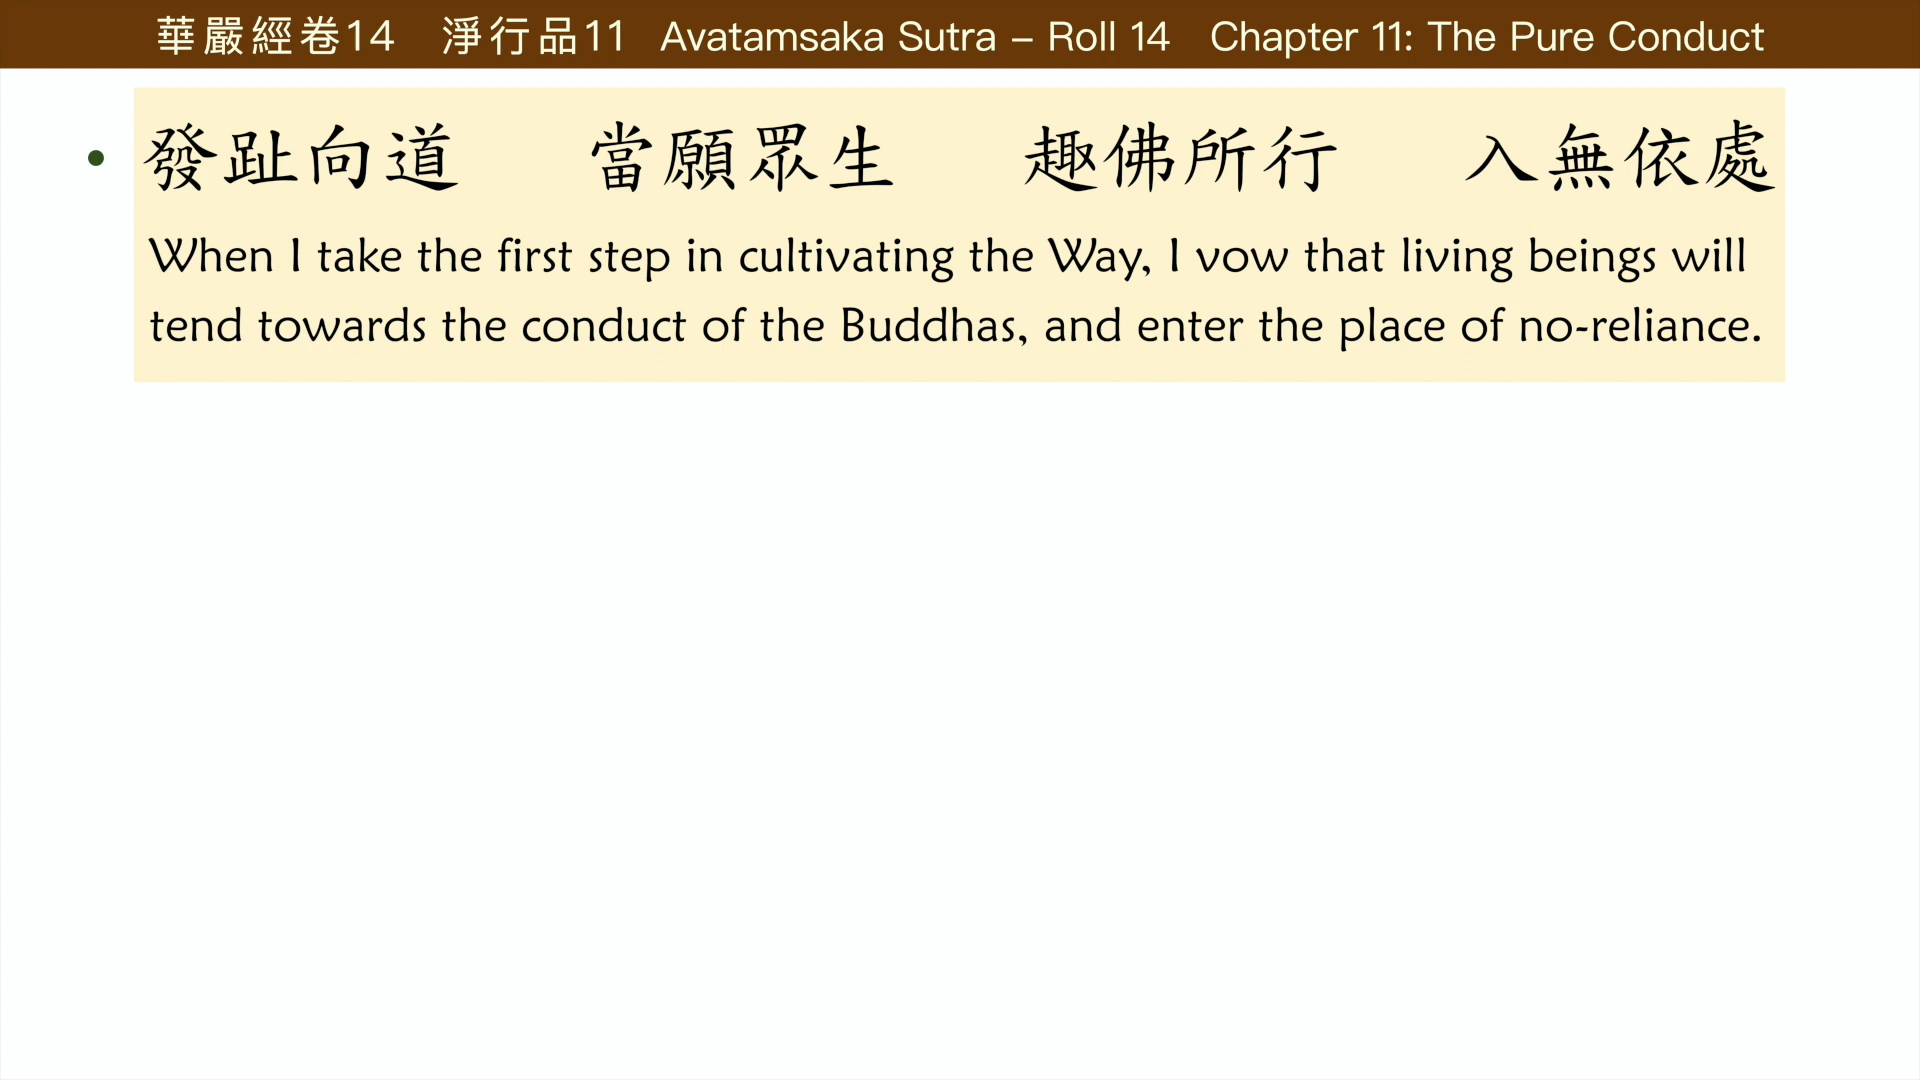 華嚴經卷14 淨行品11 Avatamsaka Sutra – Roll 14 Chapter 11: The Pure Conduct
• 發趾向道 當願眾生 趣佛所行 入無依處
When I take the first step in cultivating the Way, I vow that living beings will
tend towards the conduct of the Buddhas, and enter the place of no-reliance.